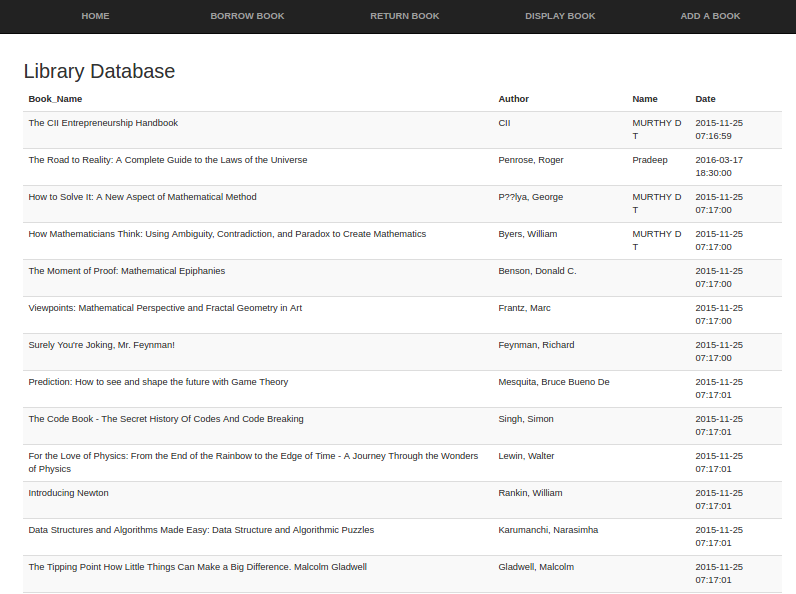 HOME BORROW BOOK RETURN BOOK DISPLAY BOOK ADD A BOOK
Library Database
Book_Name Author Name Date
The CII Entrepreneurship Handbook CII MURTHY D 2015-11-25
T 07:16:59
The Road to Reality: A Complete Guide to the Laws of the Universe Penrose, Roger Pradeep 2016-03-17
18:30:00
How to Solve It: A New Aspect of Mathematical Method P??lya, George MURTHY D 2015-11-25
T 07:17:00
How Mathematicians Think: Using Ambiguity, Contradiction, and Paradox to Create Mathematics Byers, William MURTHY D 2015-11-25
T 07:17:00
The Moment of Proof: Mathematical Epiphanies Benson, Donald C. 2015-11-25
07:17:00
Viewpoints: Mathematical Perspective and Fractal Geometry in Art Frantz, Marc 2015-11-25
07:17:00
Surely You're Joking, Mr. Feynman! Feynman, Richard 2015-11-25
07:17:00
Prediction: How to see and shape the future with Game Theory Mesquita, Bruce Bueno De 2015-11-25
07:17:01
The Code Book - The Secret History Of Codes And Code Breaking Singh, Simon 2015-11-25
07:17:01
For the Love of Physics: From the End of the Rainbow to the Edge of Time - A Journey Through the Wonders Lewin, Walter 2015-11-25
of Physics 07:17:01
Introducing Newton Rankin, William 2015-11-25
07:17:01
Data Structures and Algorithms Made Easy: Data Structure and Algorithmic Puzzles Karumanchi, Narasimha 2015-11-25
07:17:01
The Tipping Point How Little Things Can Make a Big Difference. Malcolm Gladwell Gladwell, Malcolm 2015-11-25
07:17:01